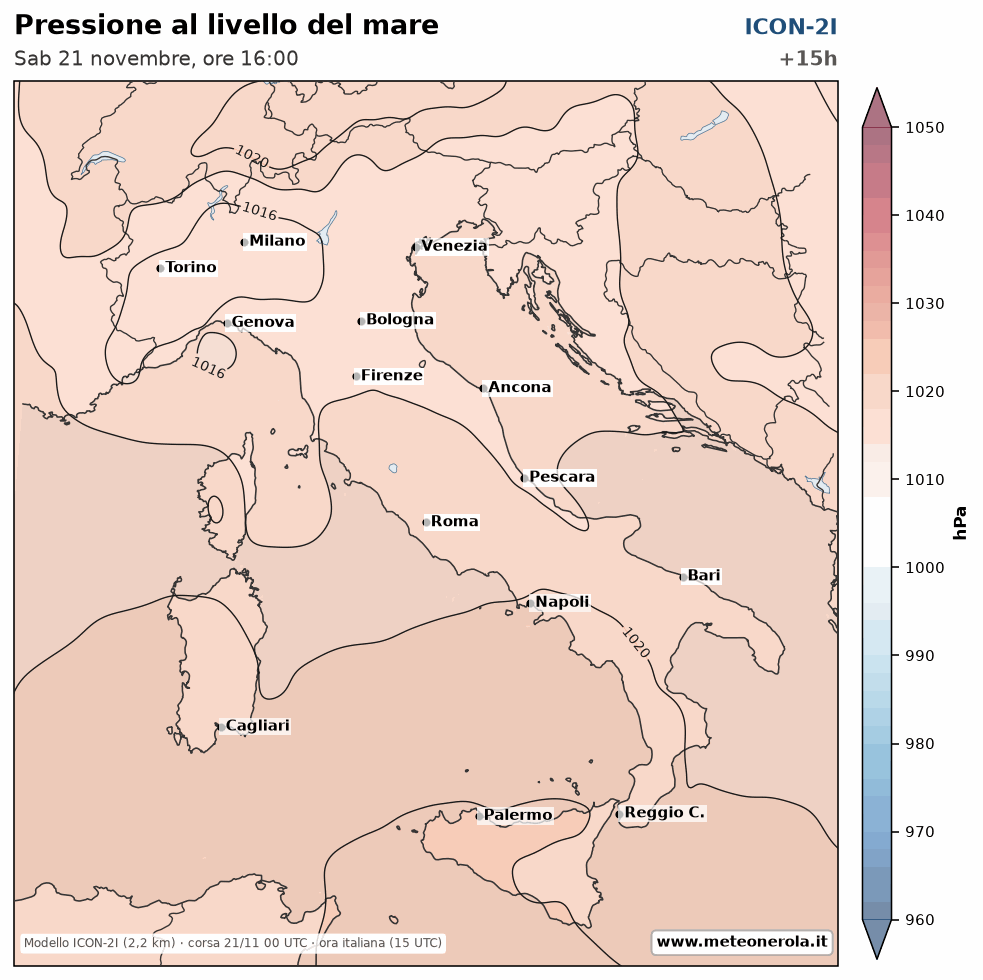 Pressione al livello del mare
ICON-2I
Sab 21 novembre, ore 16:00
+15h
1050
1020
1016
1040
Milano
Venezia
Torino
1030
Genova
Bologna
1016
Firenze
Ancona
1020
Pescara
1010
Roma
hPa
1000
Bari
Napoli
1020
990
Cagliari
980
Palermo
Reggio C.
970
960
Modello ICON-2I (2,2 km) · corsa 21/11 00 UTC · ora italiana (15 UTC)
www.meteonerola.it